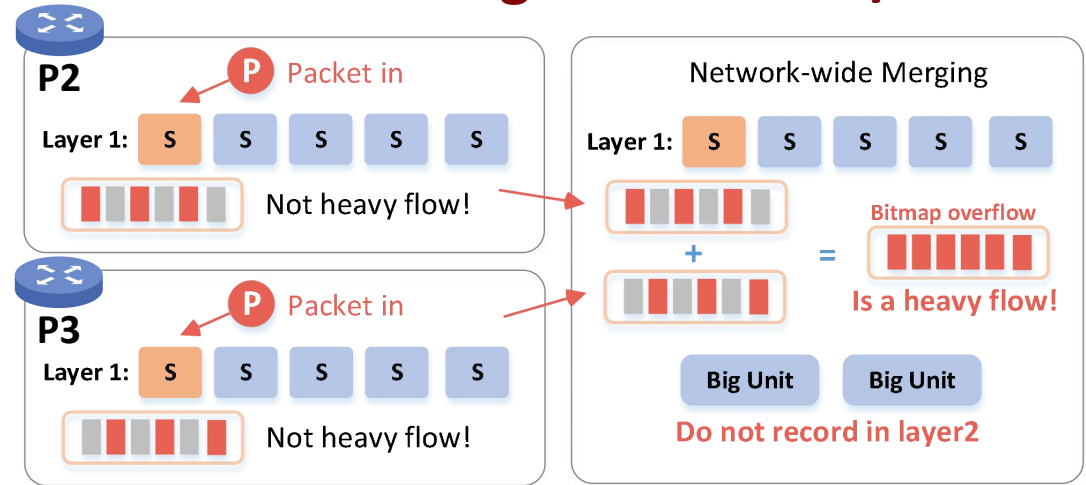 P2
P Packet in
Layer 1: S S S S S
Not heavy flow!
P3
P Packet in
Layer 1: S S S S S
Not heavy flow!
Network-wide Merging
Layer 1: S S S S S
Bitmap overflow
+ =
Is a heavy flow!
Big Unit Big Unit
Do not record in layer2